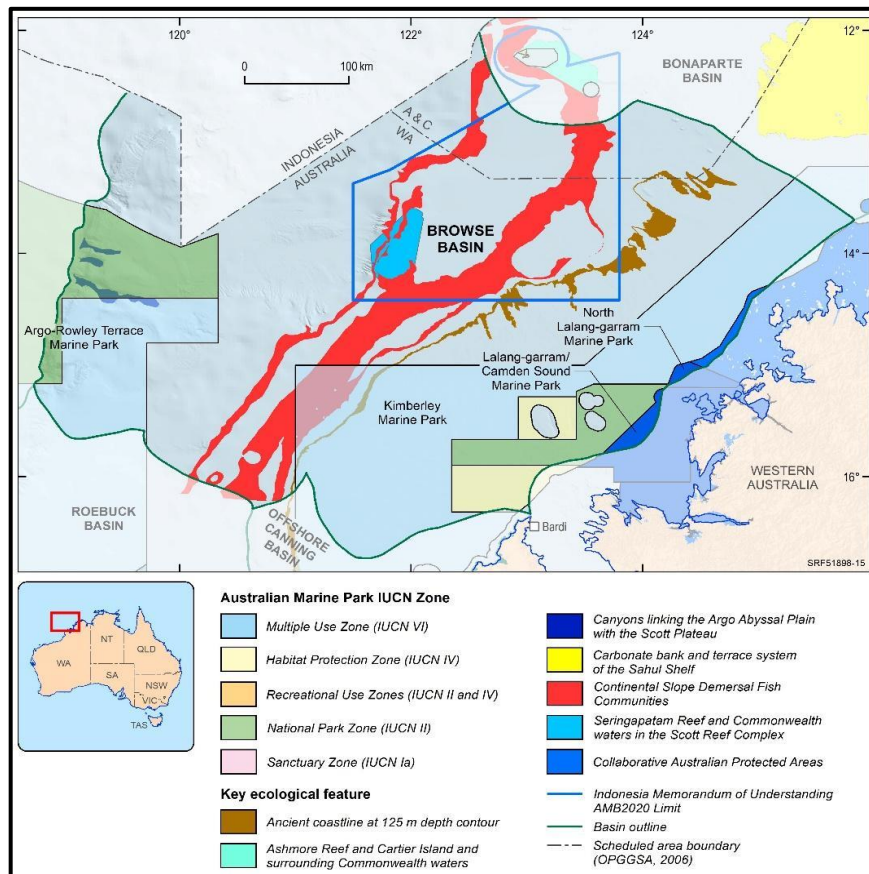 120°
122°
124°
12°
0
100 km
BONAPARTE
BASIN
A & C
WA
INDONESIA
AUSTRALIA
BROWSE
BASIN
14°
North
Lalang-garram
Marine Park
Argo-Rowley Terrace
Marine Park
Lalang-garram/
Camden Sound
Marine Park
Kimberley
Marine Park
16°
WESTERN
AUSTRALIA
ROEBUCK
BASIN
OFFSHORE
CANNING
BASIN
Bardi
SRF51898-15
WA
NT
QLD
SA
NSW
VIC
TAS
Australian Marine Park IUCN Zone
Multiple Use Zone (IUCN VI)
Habitat Protection Zone (IUCN IV)
Recreational Use Zones (IUCN II and IV)
National Park Zone (IUCN II)
Sanctuary Zone (IUCN Ia)
Key ecological feature
Ancient coastline at 125 m depth contour
Ashmore Reef and Cartier Island and
surrounding Commonwealth waters
Canyons linking the Argo Abyssal Plain
with the Scott Plateau
Carbonate bank and terrace system
of the Sahul Shelf
Continental Slope Demersal Fish
Communities
Seringapatam Reef and Commonwealth
waters in the Scott Reef Complex
Collaborative Australian Protected Areas
Indonesia Memorandum of Understanding
AMB2020 Limit
Basin outline
Scheduled area boundary
(OPGGSA, 2006)